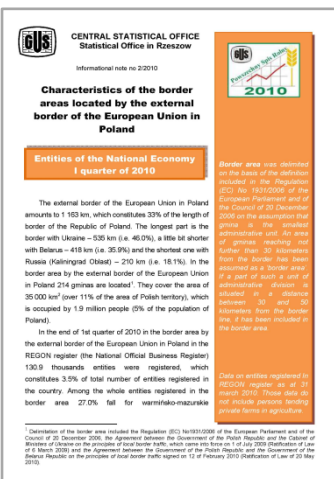 GUS
CENTRAL STATISTICAL OFFICE
Statistical Office in Rzeszow
Informational note no 2/2010
Characteristics of the border
areas located by the external
border of the European Union in
Poland
Entities of the National Economy
I quarter of 2010
The external border of the European Union in Poland
amounts to 1 163 km, which constitutes 33% of the length of
border of the Republic of Poland. The longest part is the
border with Ukraine – 535 km (i.e. 46.0%), a little bit shorter
with Belarus – 418 km (i.e. 35.9%) and the shortest one with
Russia (Kaliningrad Oblast) – 210 km (i.e. 18.1%). In the
border area by the external border of the European Union
in Poland 214 gminas are located1. They cover the area of
35 000 km2 (over 11% of the area of Polish territory), which
is occupied by 1.9 million people (5% of the population of
Poland).
In the end of 1st quarter of 2010 in the border area by
the external border of the European Union in Poland in the
REGON register (the National Official Business Register)
130.9 thousands entities were registered, which
constitutes 3.5% of total number of entities registered in
the country. Among the whole entities registered in the
border area 27.0% fall for warmińsko-mazurskie
GUS
Powszechny Spis Rolny
2010
Border area was delimited
on the basis of the definition
included in the Regulation
(EC) No 1931/2006 of the
European Parliament and of
the Council of 20 December
2006 on the assumption that
gmina is the smallest
administrative unit. An area
of gminas reaching not
further than 30 kilometers
from the border has been
assumed as a border area.
If a part of such a unit of
administrative division is
situated in a distance
between 30 and 50
kilometers from the border
line, it has been included in
the border area.
Data on entities registered in
REGON register as at 31
march 2010. Those data do
not include persons tending
private farms in agriculture.
1 Delimitation of the border area included the Regulation (EC) No1931/2006 of the European Parliament and of the
Council of 20 December 2006, the Agreement between the Government of the Polish Republic and the Cabinet of
Ministers of Ukraine on the principles of local border traffic, which came into force on 1 of July 2009 (Ratification of Law
of 6 March 2009) and the Agreement between the Government of the Polish Republic and the Government of the
Belarus Republic on the principles of local border traffic signed on 12 of February 2010 (Ratification of Law of 20 May
2010).